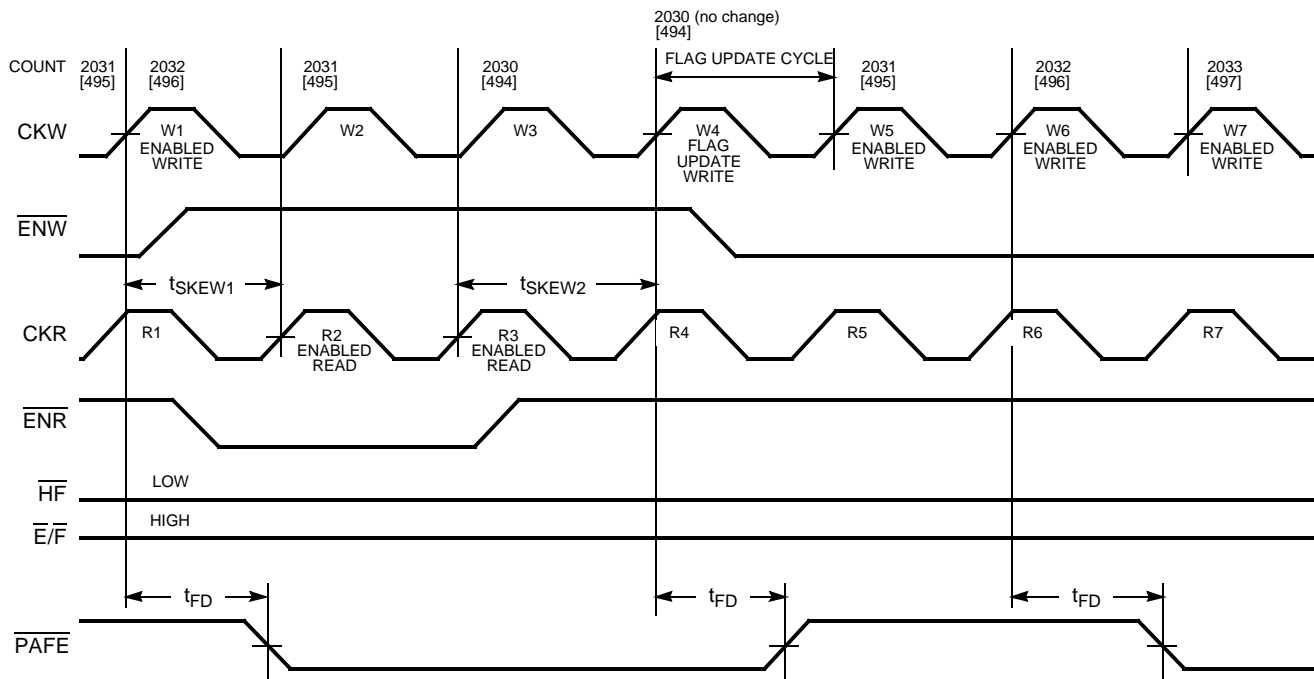 2030 (no change)
[494]
COUNT
2031
[495]
2032
[496]
2031
[495]
2030
[494]
FLAG UPDATE CYCLE
2031
[495]
2032
[496]
2033
[497]
CKW
W1
ENABLED
WRITE
W2
W3
W4
FLAG
UPDATE
WRITE
W5
ENABLED
WRITE
W6
ENABLED
WRITE
W7
ENABLED
WRITE
ENW
tSKEW1
tSKEW2
CKR
R1
R2
ENABLED
READ
R3
ENABLED
READ
R4
R5
R6
R7
ENR
HF
LOW
E/F
HIGH
tFD
tFD
tFD
PAFE